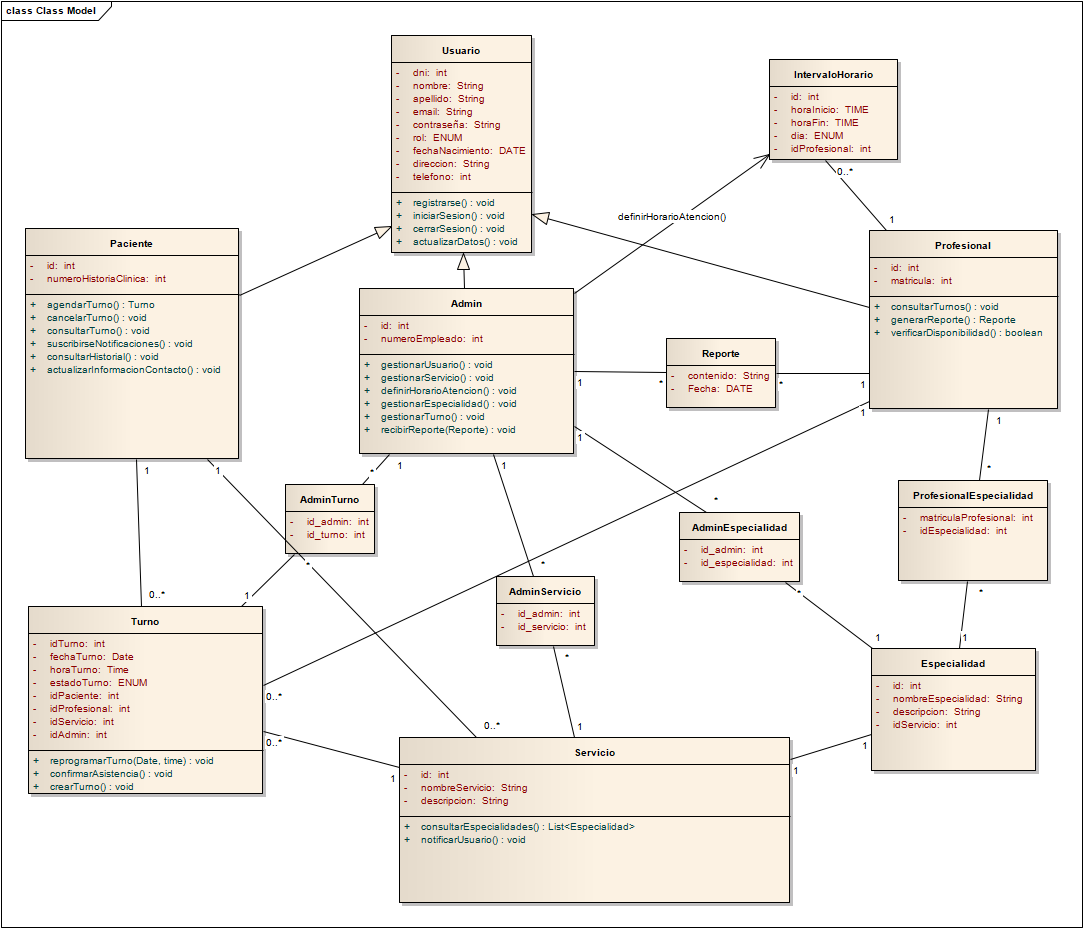 class Class Model
Usuario
- dni: int
- nombre: String
- apellido: String
- email: String
- contraseña: String
- rol: ENUM
- fechaNacimiento: DATE
- direccion: String
- telefono: int
+ registrarse() : void
+ iniciarSesion() : void
+ cerrarSesion() : void
+ actualizarDatos() : void
IntervaloHorario
- id: int
- horaInicio: TIME
- horaFin: TIME
- dia: ENUM
- idProfesional: int
0..*
1
definirHorarioAtencion()
Paciente
- id: int
- numeroHistoriaClinica: int
+ agendarTurno() : Turno
+ cancelarTurno() : void
+ consultarTurno() : void
+ suscribirseNotificaciones() : void
+ consultarHistorial() : void
+ actualizarInformacionContacto() : void
Admin
- id: int
- numeroEmpleado: int
+ gestionarUsuario() : void
+ gestionarServicio() : void
+ definirHorarioAtencion() : void
+ gestionarEspecialidad() : void
+ gestionarTurno() : void
+ recibirReporte(Reporte) : void
Profesional
- id: int
- matricula: int
+ consultarTurnos() : void
+ generarReporte() : Reporte
+ verificarDisponibilidad() : boolean
Reporte
- contenido: String
- Fecha: DATE
1
*
*
1
1
1
1
1
1
*
1
1
*
*
AdminTurno
- id_admin: int
- id_turno: int
ProfesionalEspecialidad
- matriculaProfesional: int
- idEspecialidad: int
AdminEspecialidad
- id_admin: int
- id_especialidad: int
*
*
AdminServicio
- id_admin: int
- id_servicio: int
0..*
1
*
*
Turno
- idTurno: int
- fechaTurno: Date
- horaTurno: Time
- estadoTurno: ENUM
- idPaciente: int
- idProfesional: int
- idServicio: int
- idAdmin: int
+ reprogramarTurno(Date, time) : void
+ confirmarAsistencia() : void
+ crearTurno() : void
1
1
*
Especialidad
- id: int
- nombreEspecialidad: String
- descripcion: String
- idServicio: int
0..*
0..*
1
0..*
1
1
1
Servicio
- id: int
- nombreServicio: String
- descripcion: String
+ consultarEspecialidades() : List<Especialidad>
+ notificarUsuario() : void